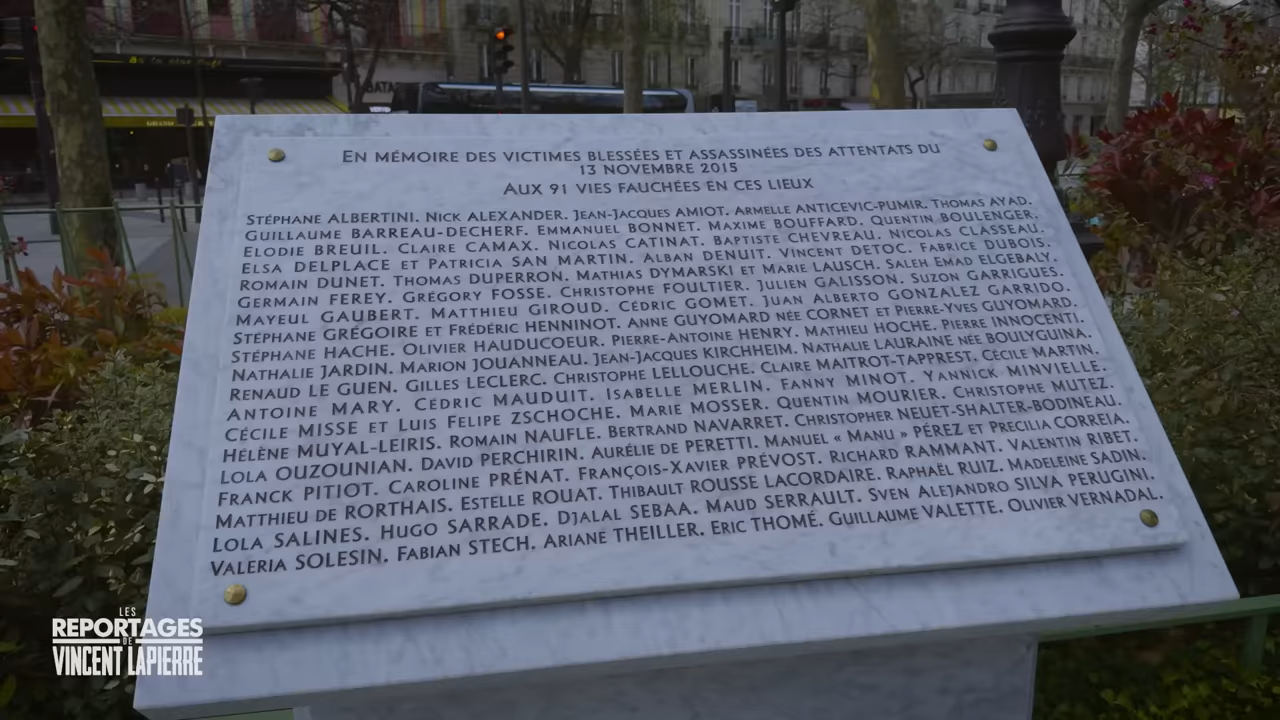 EN MÉMOIRE DES VICTIMES BLESSÉES ET ASSASSINÉES DES ATTENTATS DU
13 NOVEMBRE 2015
AUX 91 VIES FAUCHÉES EN CES LIEUX
STÉPHANE ALBERTINI. NICK ALEXANDER. JEAN-JACQUES AMIOT. ARMELLE ANTICEVIC-PUMIR. THOMAS AYAD.
GUILLAUME BARREAU-DECHERF. EMMANUEL BONNET. MAXIME BOUFFARD. QUENTIN BOULENGER.
ELODIE BREUIL. CLAIRE CAMAX. NICOLAS CATINAT. BAPTISTE CHEVREAU. NICOLAS CLASSEAU.
ELSA DELPLACE ET PATRICIA SAN MARTIN. ALBAN DENUIT. VINCENT DETOC. FABRICE DUBOIS.
ROMAIN DUNET. THOMAS DUPERRON. MATHIAS DYMARSKI ET MARIE LAUSCH. SALEH EMAD ELGEBALY.
GERMAIN FEREY. GRÉGORY FOSSE. CHRISTOPHE FOULTIER. JULIEN GALISSON. SUZON GARRIGUES.
MAYEUL GAUBERT. MATTHIEU GIROUD. CÉDRIC GOMET. JUAN ALBERTO GONZALEZ GARRIDO.
STÉPHANE GRÉGOIRE ET FRÉDÉRIC HENNINOT. ANNE GUYOMARD NÉE CORNET ET PIERRE-YVES GUYOMARD.
STÉPHANE HACHE. OLIVIER HAUDUCOEUR. PIERRE-ANTOINE HENRY. MATHIEU HOCHE. PIERRE INNOCENTI.
NATHALIE JARDIN. MARION JOUANNEAU. JEAN-JACQUES KIRCHHEIM. NATHALIE LAURAINE NÉE BOULYGUINA.
RENAUD LE GUEN. GILLES LECLERC. CHRISTOPHE LELLOUCHE. CLAIRE MAITROT-TAPPREST. CÉCILE MARTIN.
ANTOINE MARY. CÉDRIC MAUDUIT. ISABELLE MERLIN. FANNY MINOT. YANNICK MINVIELLE.
CÉCILE MISSE ET LUIS FELIPE ZSCHOCHE. MARIE MOSSER. QUENTIN MOURIER. CHRISTOPHE MUTEZ.
HÉLÈNE MUYAL-LEIRIS. ROMAIN NAUFLE. BERTRAND NAVARRET. CHRISTOPHER NEUET-SHALTER-BODINEAU.
LOLA OUZOUNIAN. DAVID PERCHIRIN. AURÉLIE DE PERETTI. MANUEL « MANU » PÉREZ ET PRECILIA CORREIA.
FRANCK PITIOT. CAROLINE PRÉNAT. FRANÇOIS-XAVIER PRÉVOST. RICHARD RAMMANT. VALENTIN RIBET.
MATTHIEU DE RORTHAIS. ESTELLE ROUAT. THIBAULT ROUSSE LACORDAIRE. RAPHAËL RUIZ. MADELEINE SADIN.
LOLA SALINES. HUGO SARRADE. DJALAL SEBAA. MAUD SERRAULT. SVEN ALEJANDRO SILVA PERUGINI.
VALERIA SOLESIN. FABIAN STECH. ARIANE THEILLER. ERIC THOMÉ. GUILLAUME VALETTE. OLIVIER VERNADAL.
LES
REPORTAGES
DE
VINCENT LAPIERRE